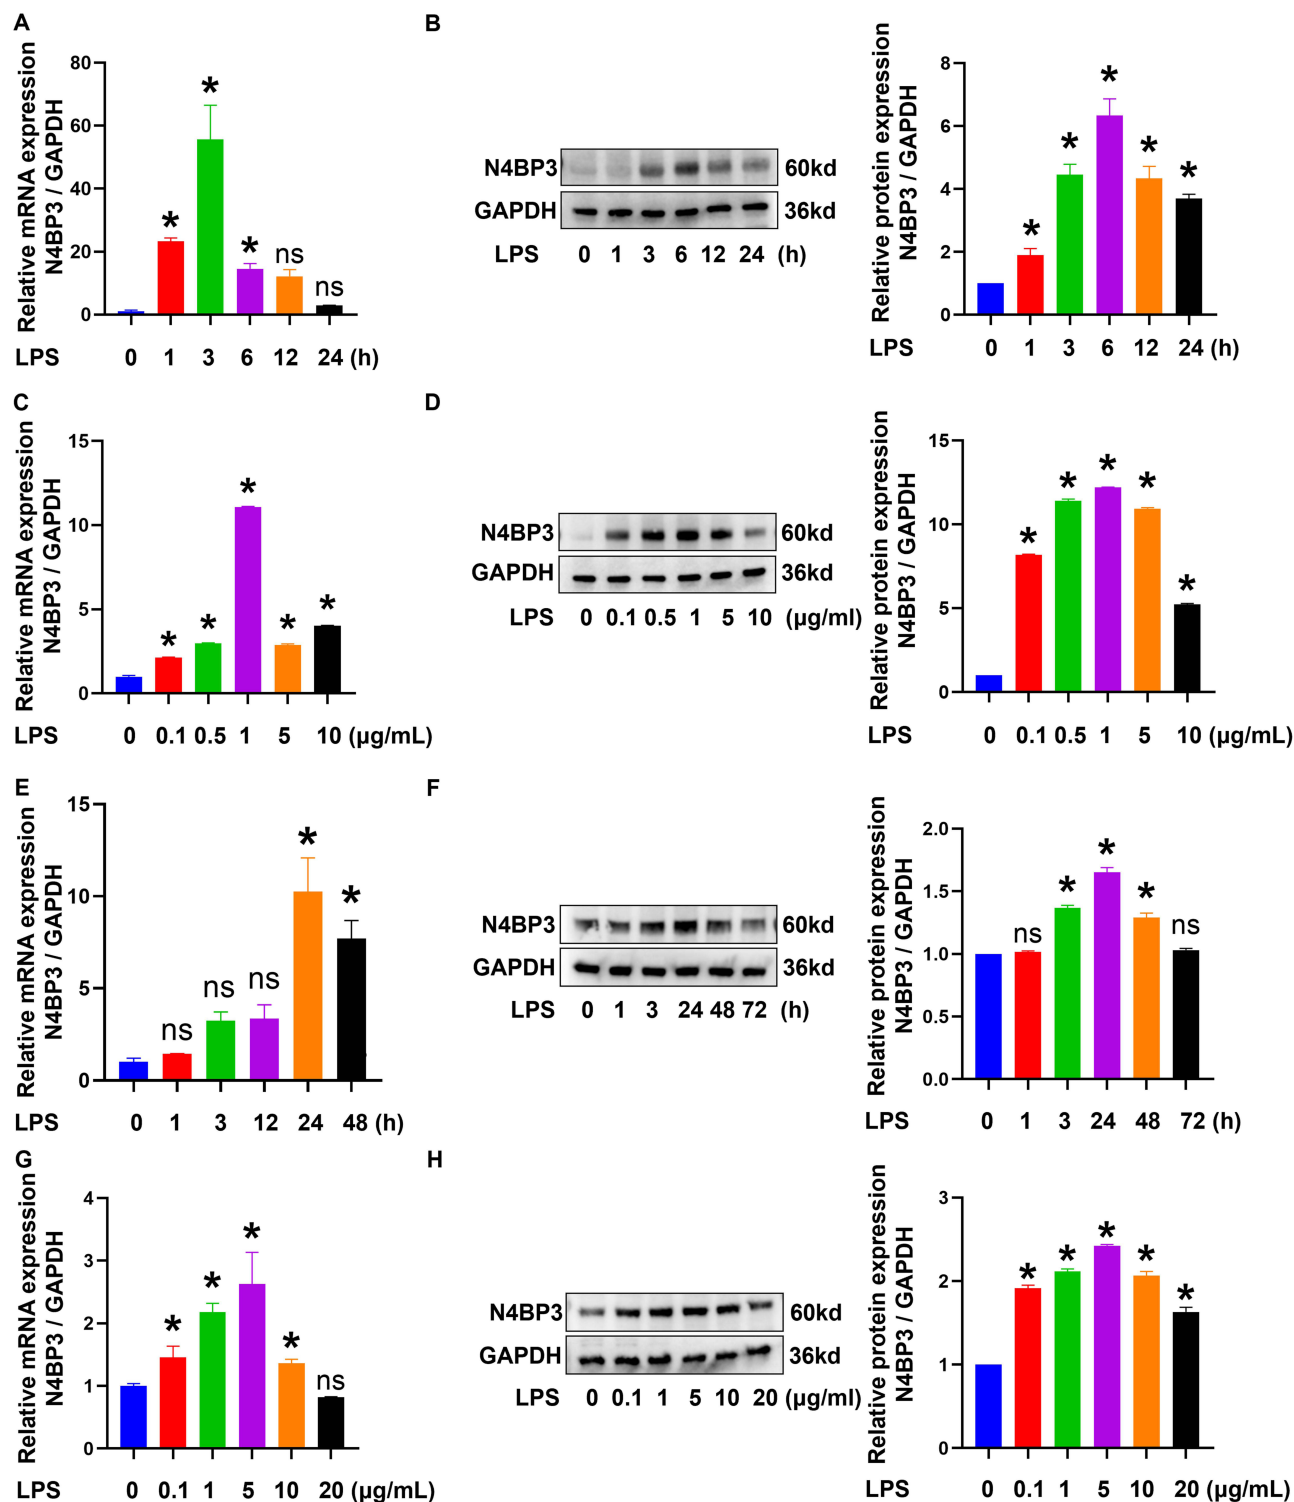 A
Relative mRNA expression
N4BP3 / GAPDH
80
60
40
20
0
*
*
*
ns
ns
LPS 0 1 3 6 12 24 (h)
B
N4BP3 60kd
GAPDH 36kd
LPS 0 1 3 6 12 24 (h)
Relative protein expression
N4BP3 / GAPDH
8
6
4
2
0
*
*
*
*
*
LPS 0 1 3 6 12 24 (h)
C
Relative mRNA expression
N4BP3 / GAPDH
15
10
5
0
*
*
*
*
*
LPS 0 0.1 0.5 1 5 10 (μg/mL)
D
N4BP3 60kd
GAPDH 36kd
LPS 0 0.1 0.5 1 5 10 (μg/ml)
Relative protein expression
N4BP3 / GAPDH
15
10
5
0
*
*
*
*
*
LPS 0 0.1 0.5 1 5 10 (μg/mL)
E
Relative mRNA expression
N4BP3 / GAPDH
15
10
5
0
ns
ns
ns
*
*
LPS 0 1 3 12 24 48 (h)
F
N4BP3 60kd
GAPDH 36kd
LPS 0 1 3 24 48 72 (h)
Relative protein expression
N4BP3 / GAPDH
2.0
1.5
1.0
0.5
0.0
ns
*
*
*
ns
LPS 0 1 3 24 48 72 (h)
G
Relative mRNA expression
N4BP3 / GAPDH
4
3
2
1
0
*
*
*
*
ns
LPS 0 0.1 1 5 10 20 (μg/mL)
H
N4BP3 60kd
GAPDH 36kd
LPS 0 0.1 1 5 10 20 (μg/ml)
Relative protein expression
N4BP3 / GAPDH
3
2
1
0
*
*
*
*
*
LPS 0 0.1 1 5 10 20 (μg/mL)